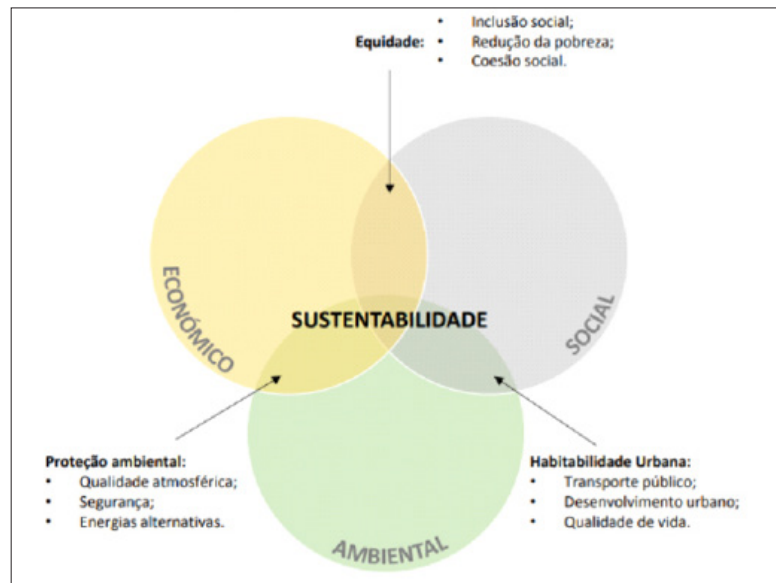 Equidade:
• Inclusão social;
• Redução da pobreza;
• Coesão social.
ECONÓMICO
SOCIAL
SUSTENTABILIDADE
Proteção ambiental:
• Qualidade atmosférica;
• Segurança;
• Energias alternativas.
Habitabilidade Urbana:
• Transporte público;
• Desenvolvimento urbano;
• Qualidade de vida.
AMBIENTAL